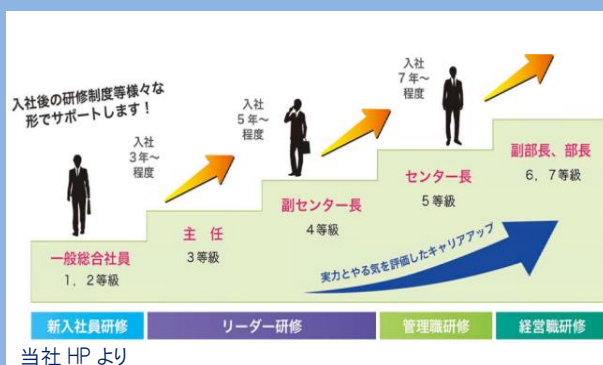 入社後の研修制度等様々な
形でサポートします！
入社
3年～
程度
入社
5年～
程度
入社
7年～
程度
一般総合社員
1，2等級
主 任
3等級
副センター長
4等級
センター長
5等級
副部長、部長
6，7等級
実力とやる気を評価したキャリアアップ
新入社員研修
リーダー研修
管理職研修
経営職研修
当社 HP より